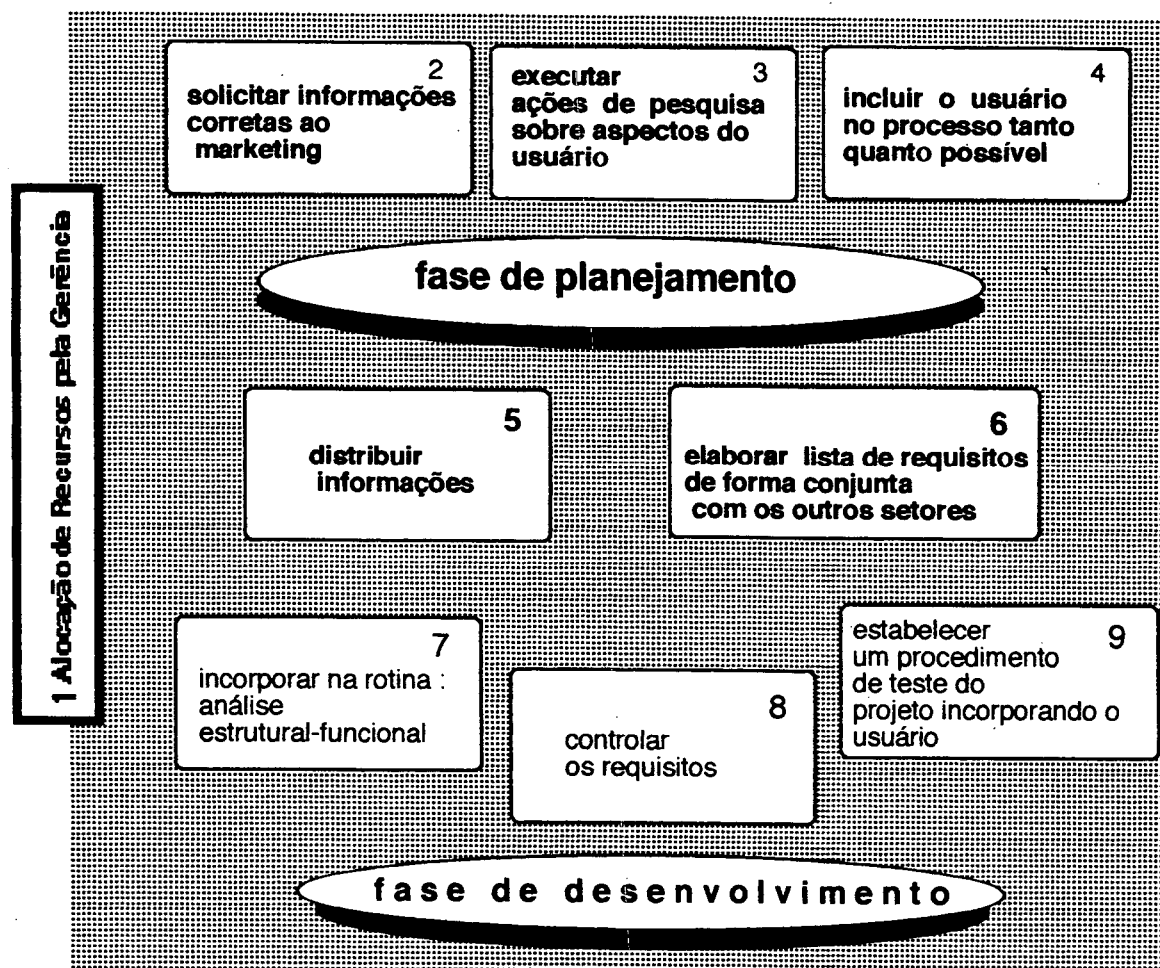 1 Alocação de Recursos pela Gerência
2
solicitar informações
corretas ao
marketing
3
executar
ações de pesquisa
sobre aspectos do
usuário
4
incluir o usuário
no processo tanto
quanto possível
fase de planejamento
5
distribuir
informações
6
elaborar lista de requisitos
de forma conjunta
com os outros setores
7
incorporar na rotina :
análise
estrutural-funcional
8
controlar
os requisitos
9
estabelecer
um procedimento
de teste do
projeto incorporando o
usuário
fase de desenvolvimento